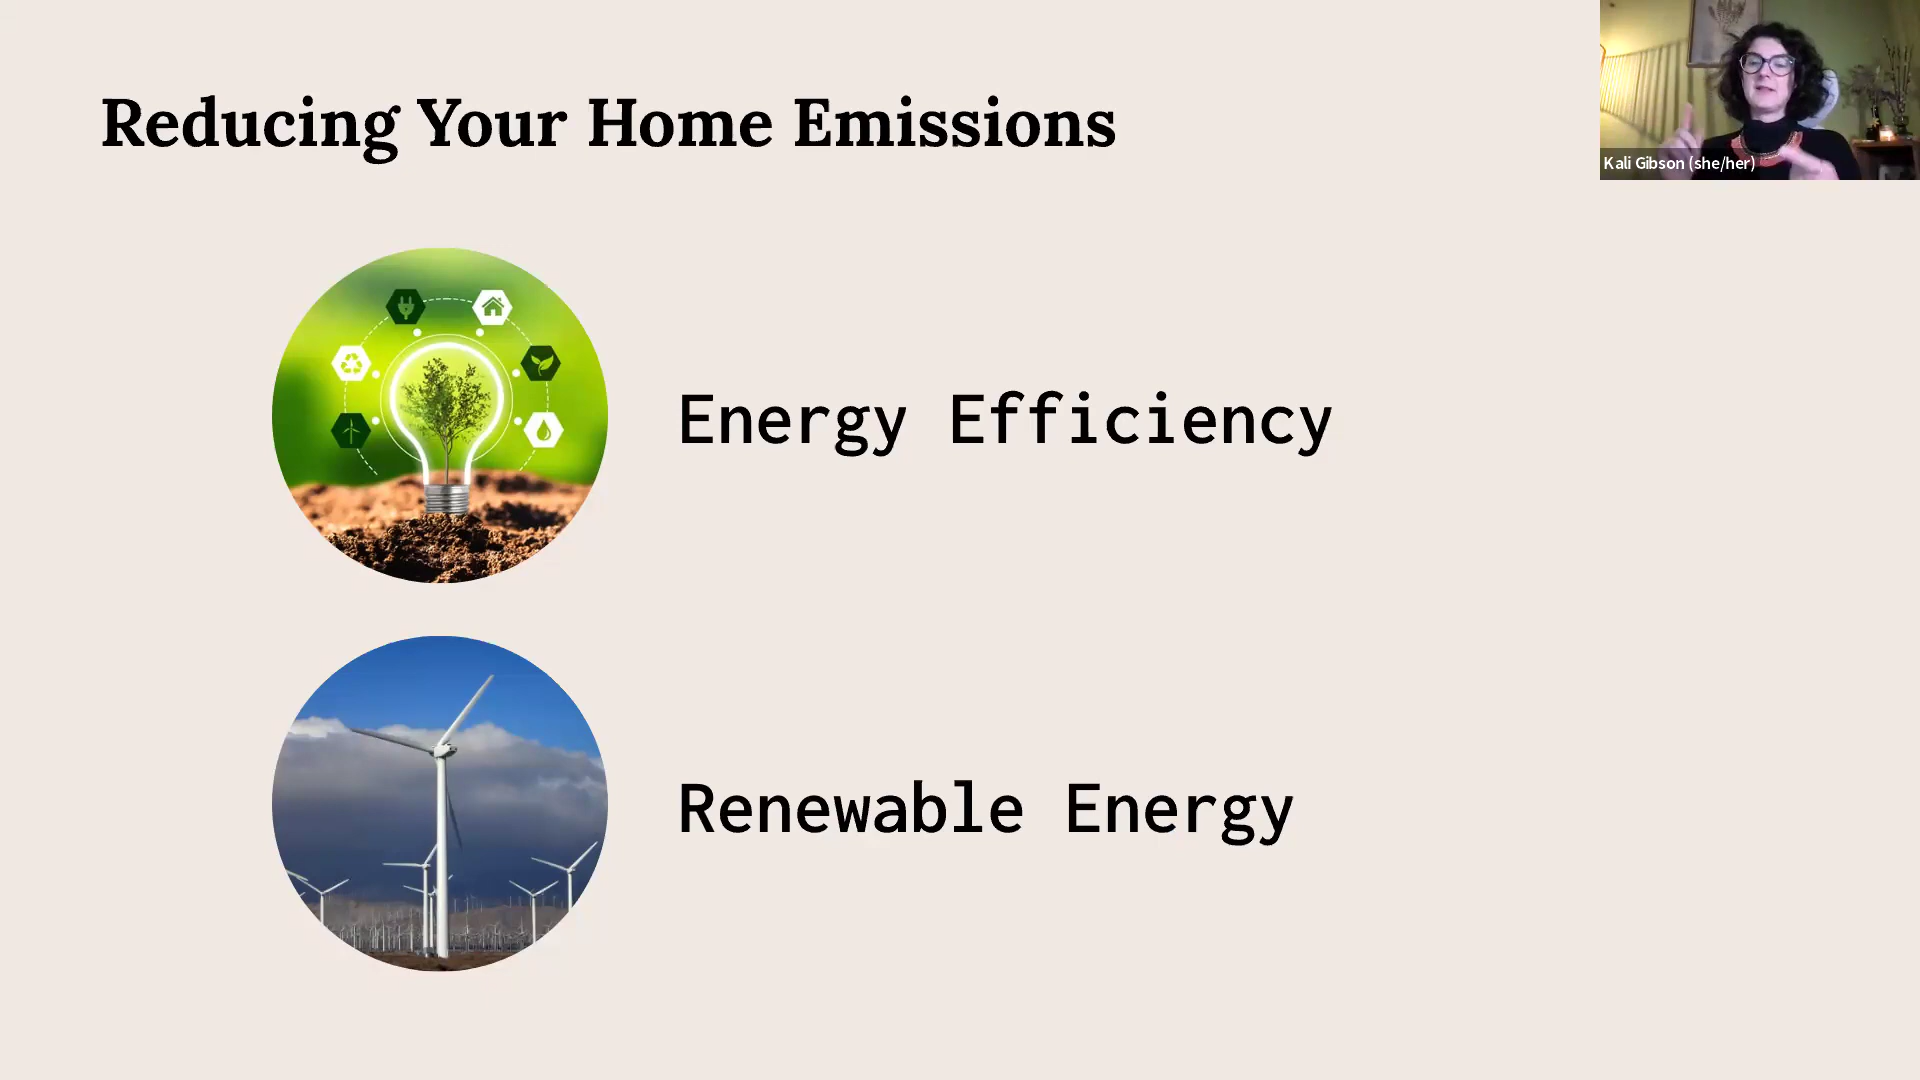 Reducing Your Home Emissions
Kali Gibson (she/her)
Energy Efficiency
Renewable Energy